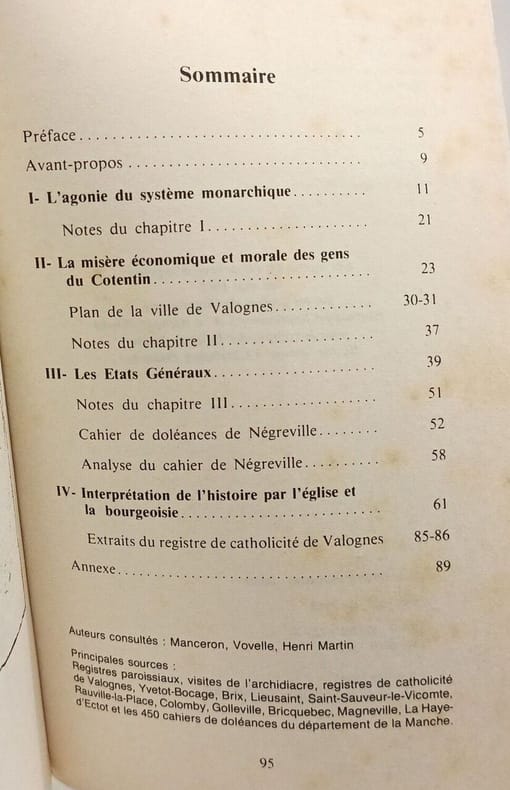 Sommaire
Préface 5
Avant-propos 9
I- L'agonie du système monarchique 11
Notes du chapitre I 21
II- La misère économique et morale des gens
du Cotentin 23
Plan de la ville de Valognes 30-31
Notes du chapitre II 37
III- Les Etats Généraux 39
Notes du chapitre III 51
Cahier de doléances de Négreville 52
Analyse du cahier de Négreville 58
IV- Interprétation de l'histoire par l'église et
la bourgeoisie 61
Extraits du registre de catholicité de Valognes 85-86
Annexe 89
Auteurs consultés : Manceron, Vovelle, Henri Martin
Principales sources :
Registres paroissiaux, visites de l'archidiacre, registres de catholicité
de Valognes, Yvetot-Bocage, Brix, Lieusaint, Saint-Sauveur-le-Vicomte,
Rauville-la-Place, Colomby, Golleville, Bricquebec, Magneville, La Haye-
d'Ectot et les 450 cahiers de doléances du département de la Manche.
95